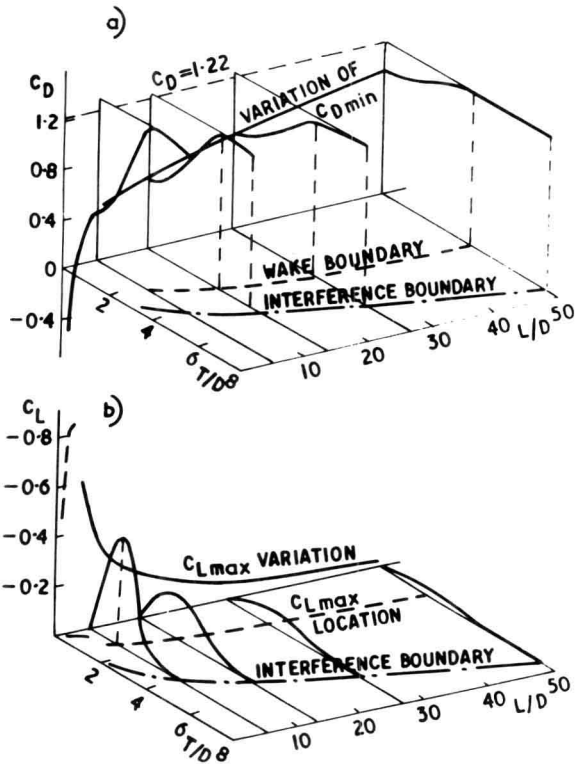 a)
C_D
C_D=1·22
VARIATION OF
C_Dmin
1·2
0·8
0·4
0
−0·4
WAKE BOUNDARY
INTERFERENCE BOUNDARY
2
4
6
T/D
8
10
20
30
40
50
L/D
b)
C_L
−0·8
−0·6
−0·4
−0·2
C_Lmax VARIATION
C_Lmax
LOCATION
INTERFERENCE BOUNDARY
2
4
6
T/D
8
10
20
30
40
50
L/D